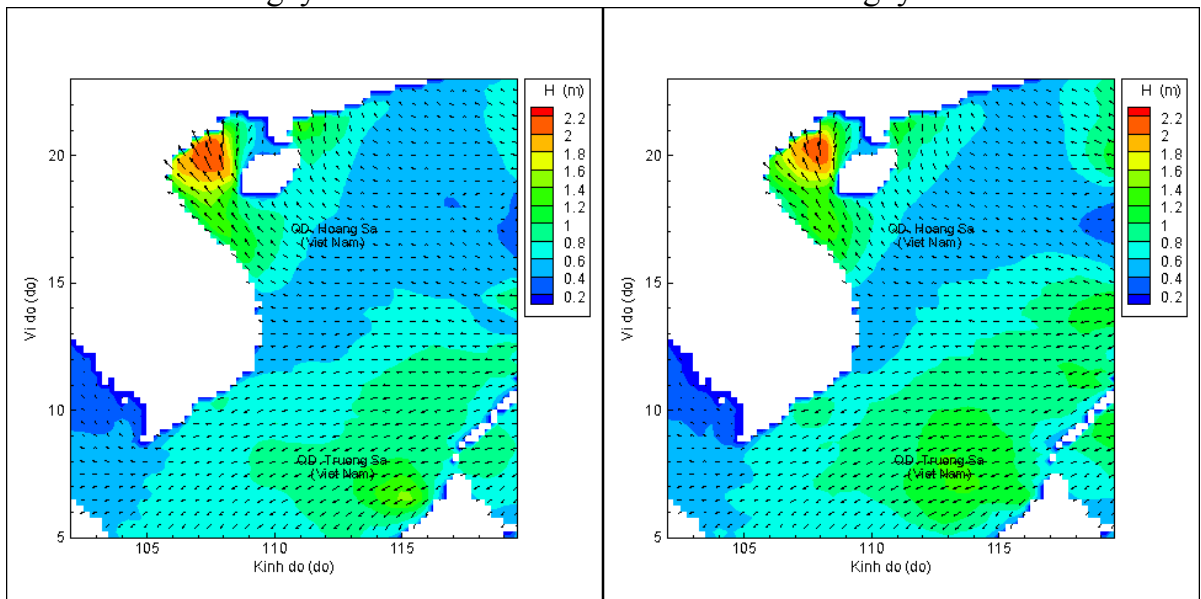 H (m)
2.2
2
1.8
1.6
1.4
1.2
1
0.8
0.6
0.4
0.2
20
15
10
5
Vi do (do)
QD. Hoang Sa
(Viet Nam)
QD. Truong Sa
(Viet Nam)
105
110
115
Kinh do (do)
H (m)
2.2
2
1.8
1.6
1.4
1.2
1
0.8
0.6
0.4
0.2
20
15
10
5
Vi do (do)
QD. Hoang Sa
(Viet Nam)
QD. Truong Sa
(Viet Nam)
105
110
115
Kinh do (do)